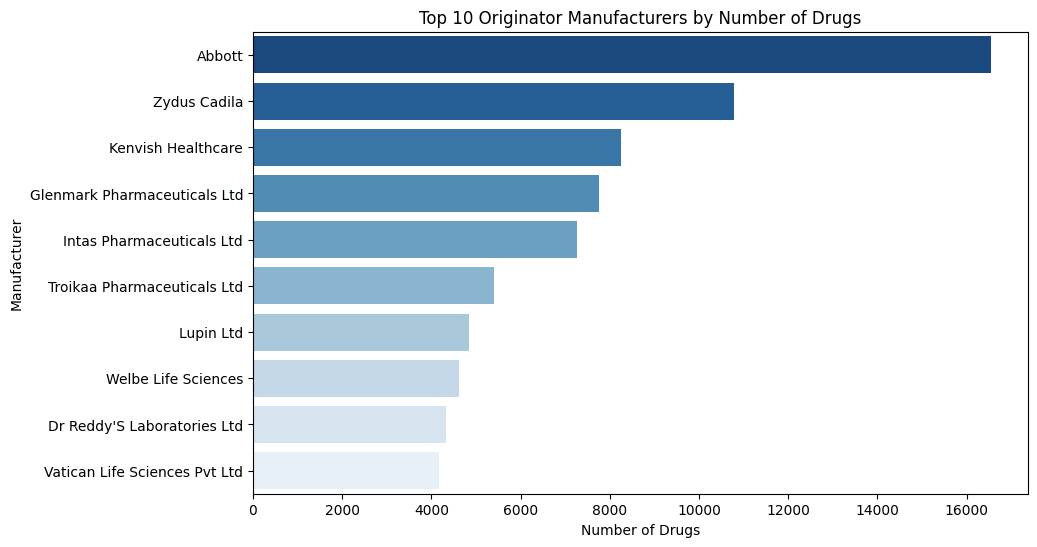 Top 10 Originator Manufacturers by Number of Drugs
Abbott
Zydus Cadila
Kenvish Healthcare
Glenmark Pharmaceuticals Ltd
Intas Pharmaceuticals Ltd
Troikaa Pharmaceuticals Ltd
Lupin Ltd
Welbe Life Sciences
Dr Reddy'S Laboratories Ltd
Vatican Life Sciences Pvt Ltd
Manufacturer
0 2000 4000 6000 8000 10000 12000 14000 16000
Number of Drugs